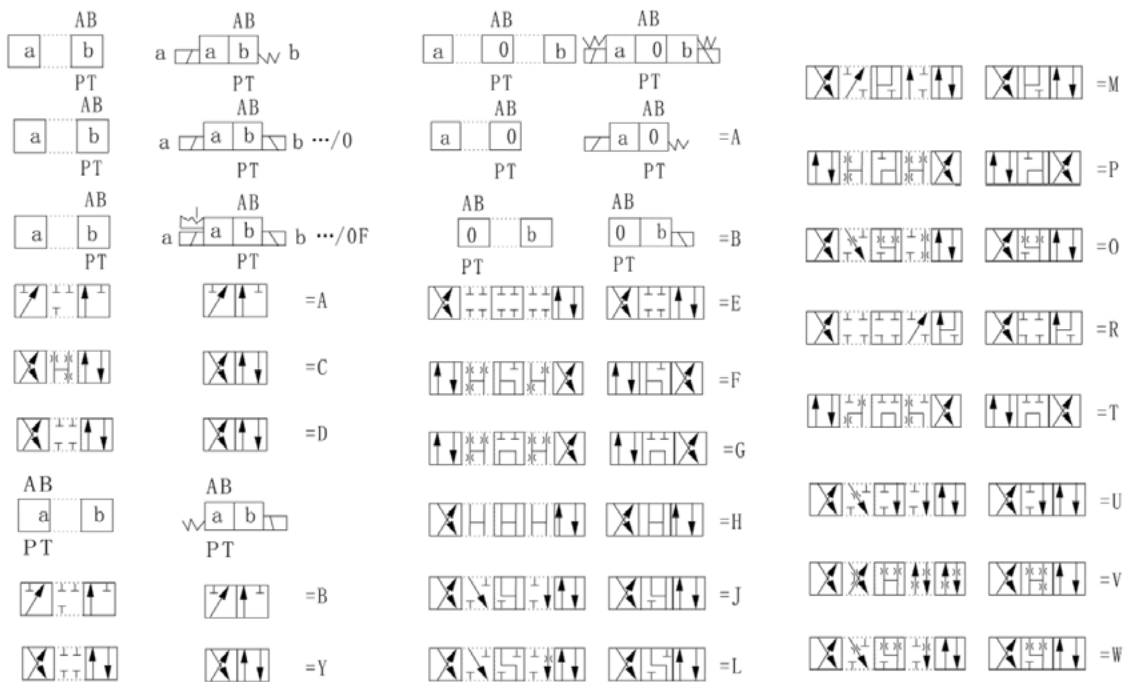 AB AB
a b a a b b
PT PT
AB AB
a b a a b b ···/0
PT PT
AB AB
a b a a b b ···/0F
PT PT
=A
=C
=D
AB AB
a b a b
PT PT
=B
=Y
AB AB
a 0 b a 0 b
PT PT
AB AB
a 0 a 0 =A
PT PT
AB AB
0 b 0 b =B
PT PT
=E
=F
=G
=H
=J
=L
=M
=P
=O
=R
=T
=U
=V
=W